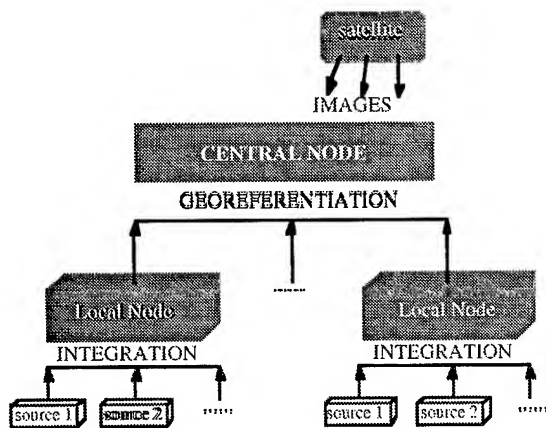 satellite
IMAGES
CENTRAL NODE
GEOREFERENTIATION
........
Local Node
Local Node
INTEGRATION
INTEGRATION
source 1
source 2
........
source 1
source 2
........